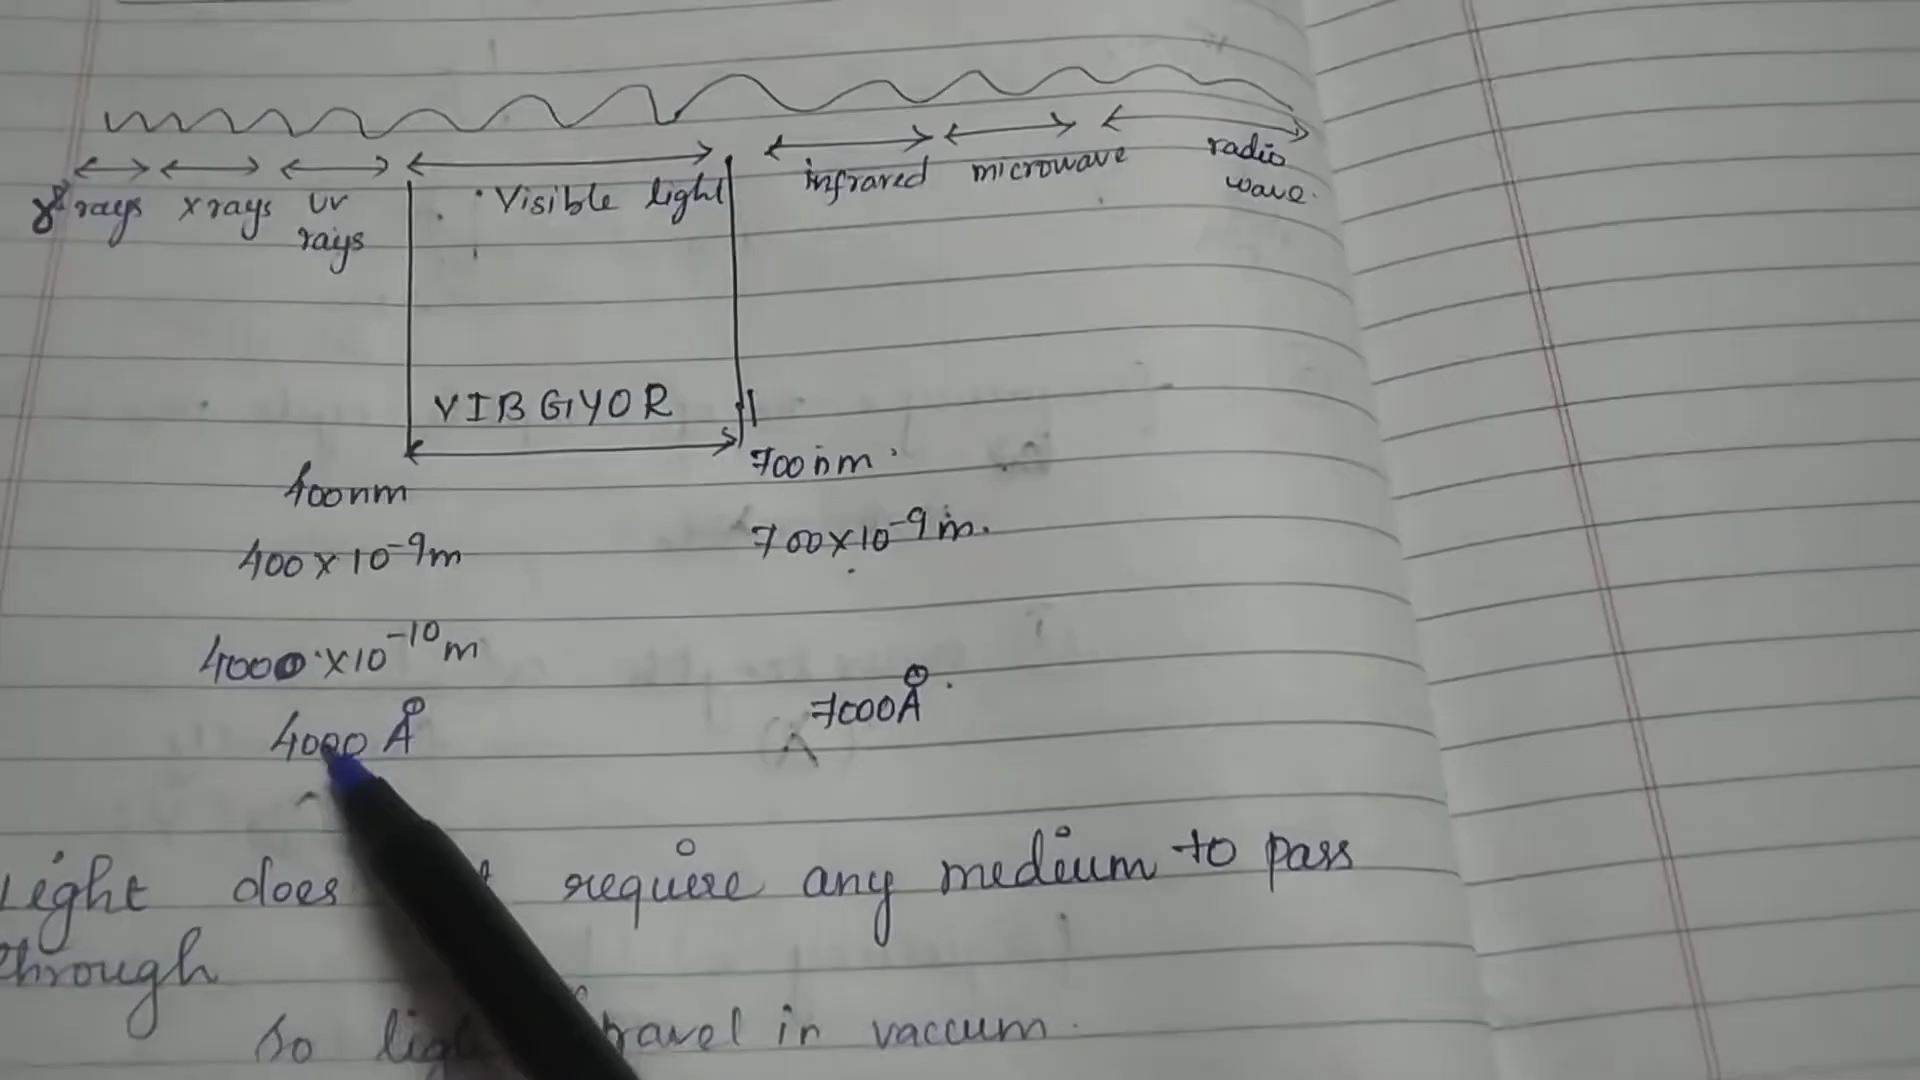 γ rays x rays uv rays Visible light infrared microwave radio wave.
VIBGYOR
400nm 700nm.
400×10⁻⁹m 700×10⁻⁹m.
4000×10⁻¹⁰m
4000 Å 7000Å.
Light does require any medium to pass
through
so travel in vaccum.